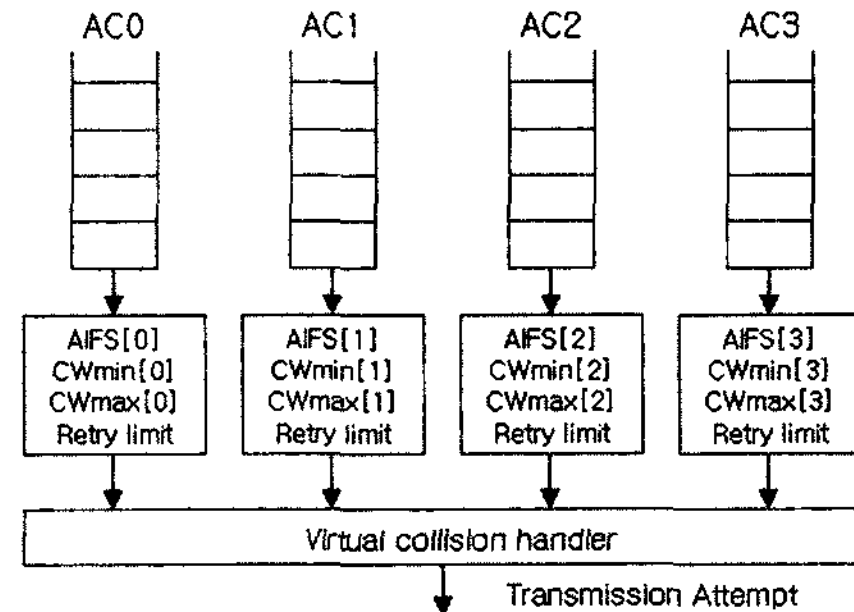 AC0 AC1 AC2 AC3
AIFS[0] AIFS[1] AIFS[2] AIFS[3]
CWmin[0] CWmin[1] CWmin[2] CWmin[3]
CWmax[0] CWmax[1] CWmax[2] CWmax[3]
Retry limit Retry limit Retry limit Retry limit
Virtual collision handler
Transmission Attempt